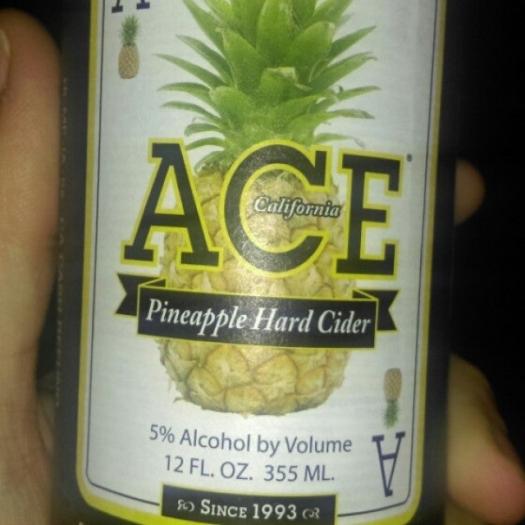 A
ACE
California
Pineapple Hard Cider
5% Alcohol by Volume
12 FL. OZ. 355 ML.
A
SINCE 1993